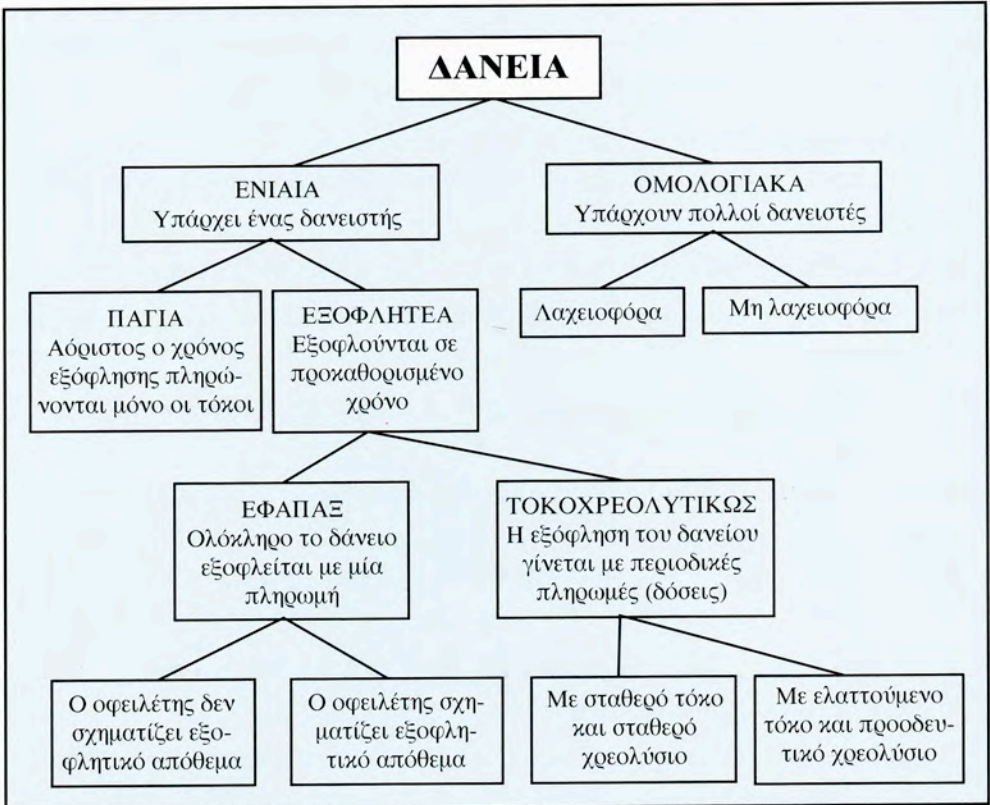 ΔΑΝΕΙΑ
ΕΝΙΑΙΑ
Υπάρχει ένας δανειστής
ΟΜΟΛΟΓΙΑΚΑ
Υπάρχουν πολλοί δανειστές
ΠΑΓΙΑ
Αόριστος ο χρόνος
εξόφλησης πληρώ-
νονται μόνο οι τόκοι
ΕΞΟΦΛΗΤΕΑ
Εξοφλούνται σε
προκαθορισμένο
χρόνο
Λαχειοφόρα
Μη λαχειοφόρα
ΕΦΑΠΑΞ
Ολόκληρο το δάνειο
εξοφλείται με μία
πληρωμή
ΤΟΚΟΧΡΕΟΛΥΤΙΚΩΣ
Η εξόφληση του δανείου
γίνεται με περιοδικές
πληρωμές (δόσεις)
Ο οφειλέτης δεν
σχηματίζει εξο-
φλητικό απόθεμα
Ο οφειλέτης σχη-
ματίζει εξοφλη-
τικό απόθεμα
Με σταθερό τόκο
και σταθερό
χρεολύσιο
Με ελαττούμενο
τόκο και προοδευ-
τικό χρεολύσιο